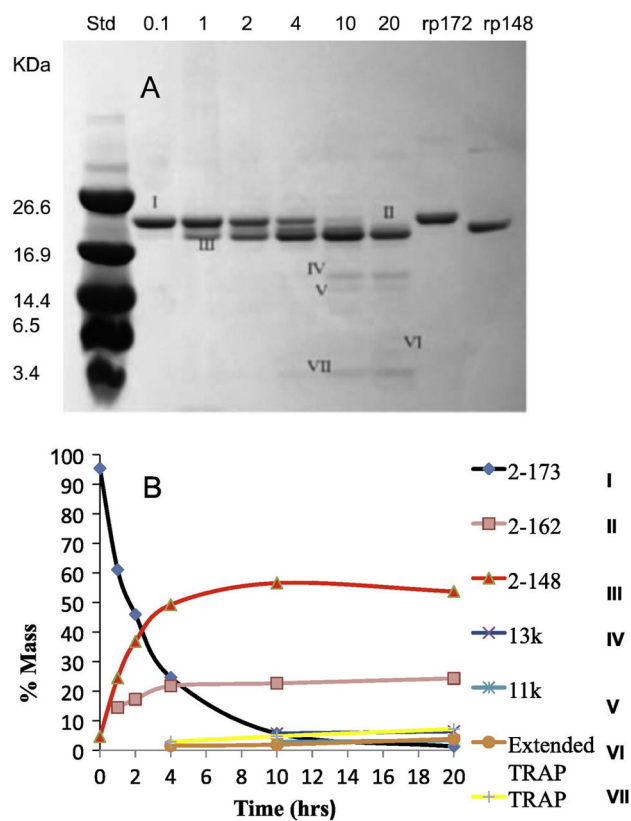 Std 0.1 1 2 4 10 20 rp172 rp148
KDa
A
I
26.6
II
III
16.9
IV
V
14.4
6.5
VI
VII
3.4
B
100
90
80
70
60
50
40
30
20
10
0
% Mass
0 2 4 6 8 10 12 14 16 18 20
Time (hrs)
2-173 I
2-162 II
2-148 III
13k IV
11k V
Extended TRAP VI
TRAP VII